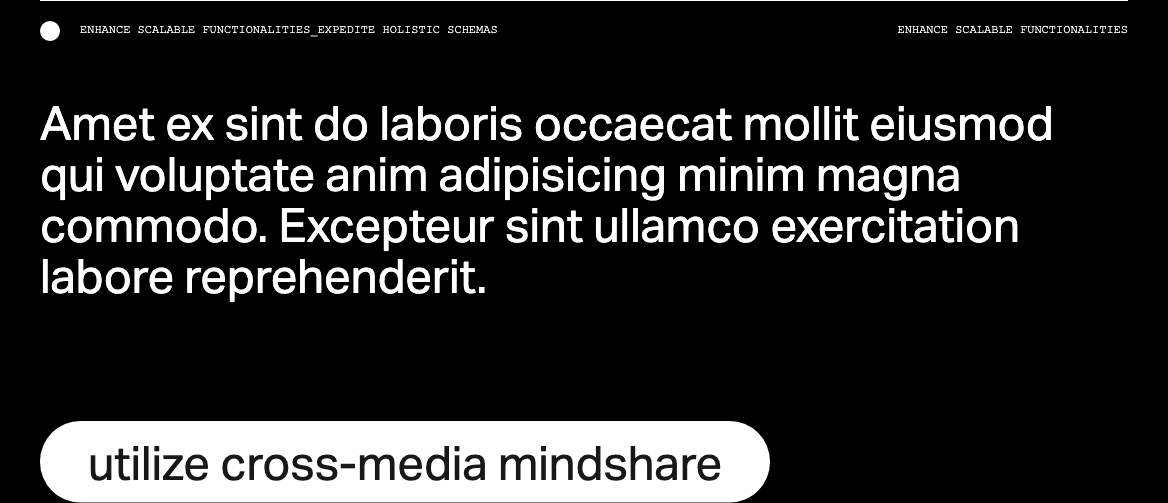 ENHANCE SCALABLE FUNCTIONALITIES_EXPEDITE HOLISTIC SCHEMAS
ENHANCE SCALABLE FUNCTIONALITIES
Amet ex sint do laboris occaecat mollit eiusmod
qui voluptate anim adipisicing minim magna
commodo. Excepteur sint ullamco exercitation
labore reprehenderit.
utilize cross-media mindshare